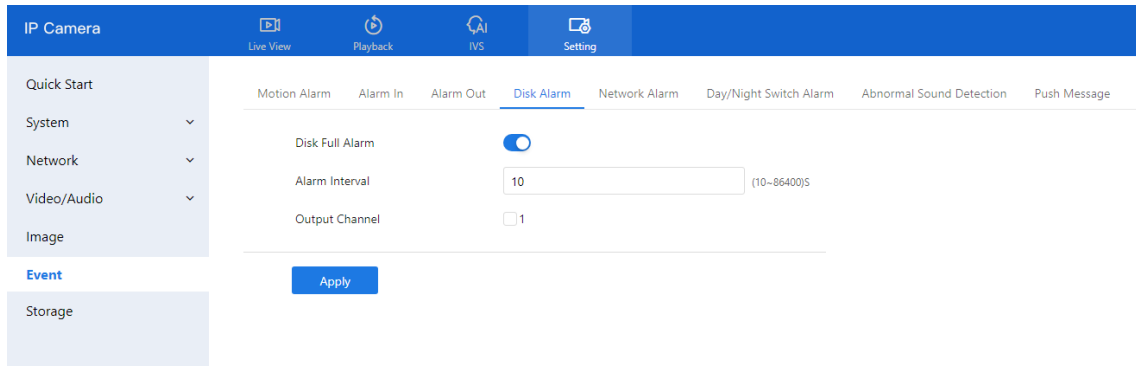 IP Camera
Live View
Playback
AI
IVS
Setting
Quick Start
System
Network
Video/Audio
Image
Event
Storage
Motion Alarm Alarm In Alarm Out Disk Alarm Network Alarm Day/Night Switch Alarm Abnormal Sound Detection Push Message
Disk Full Alarm
Alarm Interval 10 (10~86400)S
Output Channel 1
Apply